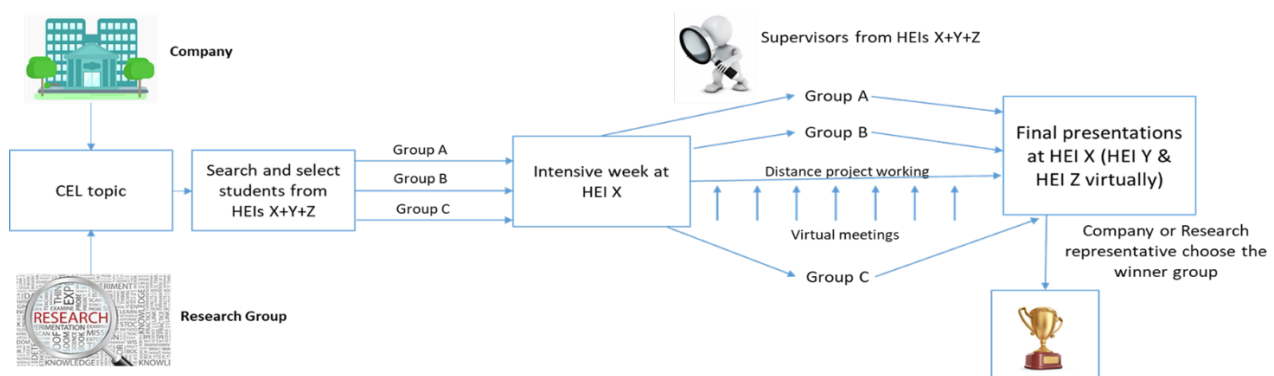 Company
Supervisors from HEIs X+Y+Z
CEL topic
Search and select
students from
HEIs X+Y+Z
Group A
Group B
Group C
Intensive week at
HEI X
Group A
Group B
Distance project working
Virtual meetings
Group C
Final presentations
at HEI X (HEI Y &
HEI Z virtually)
Company or Research
representative choose the
winner group
RESEARCH
Research Group